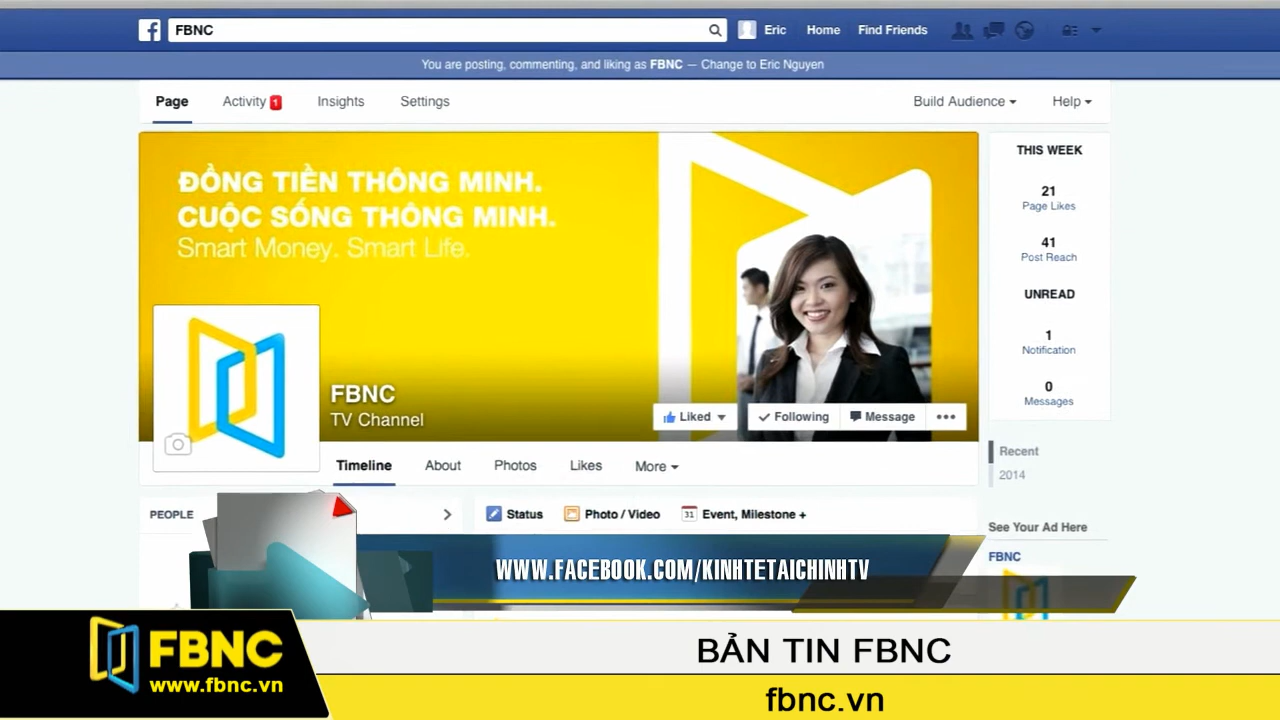 FBNC
Eric
Home
Find Friends
You are posting, commenting, and liking as FBNC — Change to Eric Nguyen
Page
Activity 1
Insights
Settings
Build Audience
Help
ĐỒNG TIỀN THÔNG MINH.
CUỘC SỐNG THÔNG MINH.
Smart Money. Smart Life.
FBNC
TV Channel
Liked
Following
Message
THIS WEEK
21
Page Likes
41
Post Reach
UNREAD
1
Notification
0
Messages
Recent
2014
Timeline
About
Photos
Likes
More
PEOPLE
Status
Photo / Video
31
Event, Milestone +
See Your Ad Here
FBNC
WWW.FACEBOOK.COM/KINHTETAICHINHTV
FBNC
www.fbnc.vn
BẢN TIN FBNC
fbnc.vn